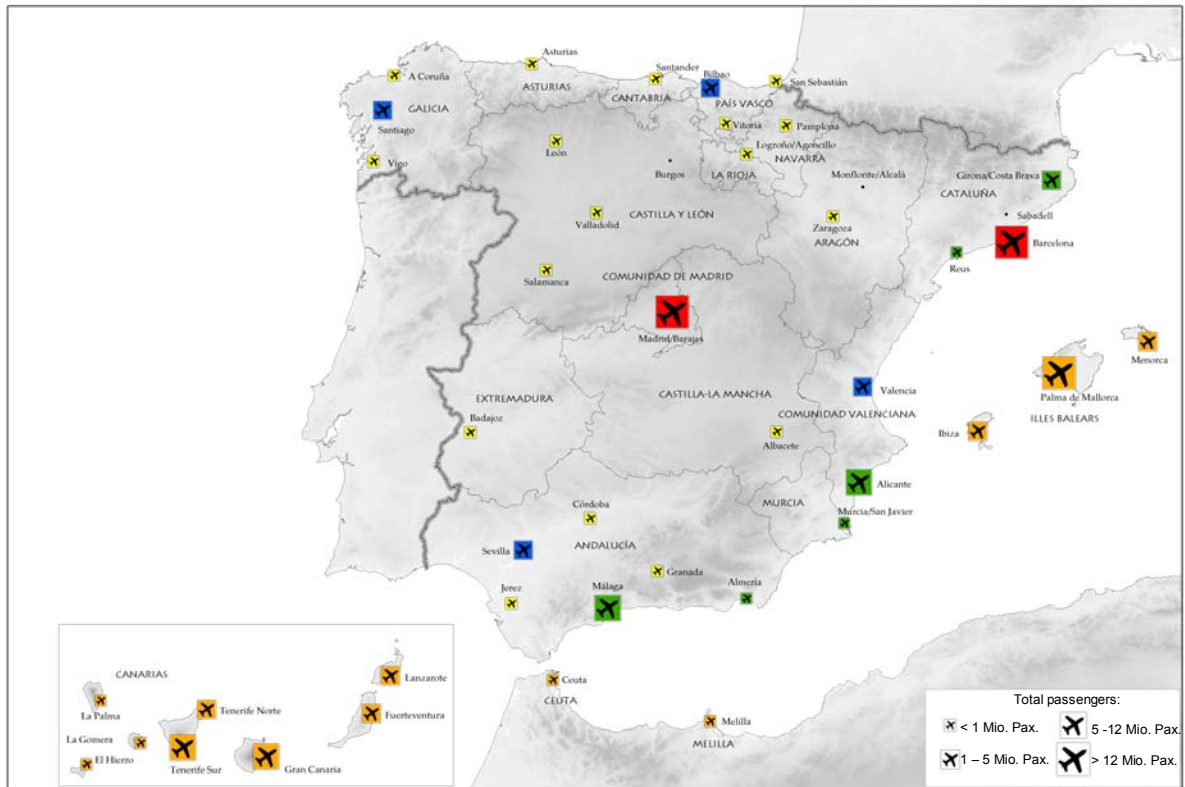 Asturias
Santander
Bilbao
A Coruña
San Sebastián
ASTURIAS
CANTABRIA
PAÍS VASCO
GALICIA
Santiago
Vitoria
Pamplona
León
Logroño/Agoncillo
NAVARRA
Vigo
Burgos
LA RIOJA
Monflorite/Alcalá
Girona/Costa Brava
CATALUÑA
Sabadell
Valladolid
CASTILLA Y LEÓN
Zaragoza
ARAGÓN
Barcelona
Reus
Salamanca
COMUNIDAD DE MADRID
Madrid/Barajas
Menorca
EXTREMADURA
CASTILLA-LA MANCHA
Valencia
Palma de Mallorca
COMUNIDAD VALENCIANA
ILLES BALEARS
Badajoz
Albacete
Ibiza
Alicante
MURCIA
Murcia/San Javier
Córdoba
Sevilla
ANDALUCÍA
Granada
Jerez
Málaga
Almería
CANARIAS
Lanzarote
La Palma
Tenerife Norte
Fuerteventura
La Gomera
El Hierro
Tenerife Sur
Gran Canaria
Ceuta
CEUTA
Melilla
MELILLA
Total passengers:
< 1 Mio. Pax.
5 -12 Mio. Pax.
1 – 5 Mio. Pax.
> 12 Mio. Pax.